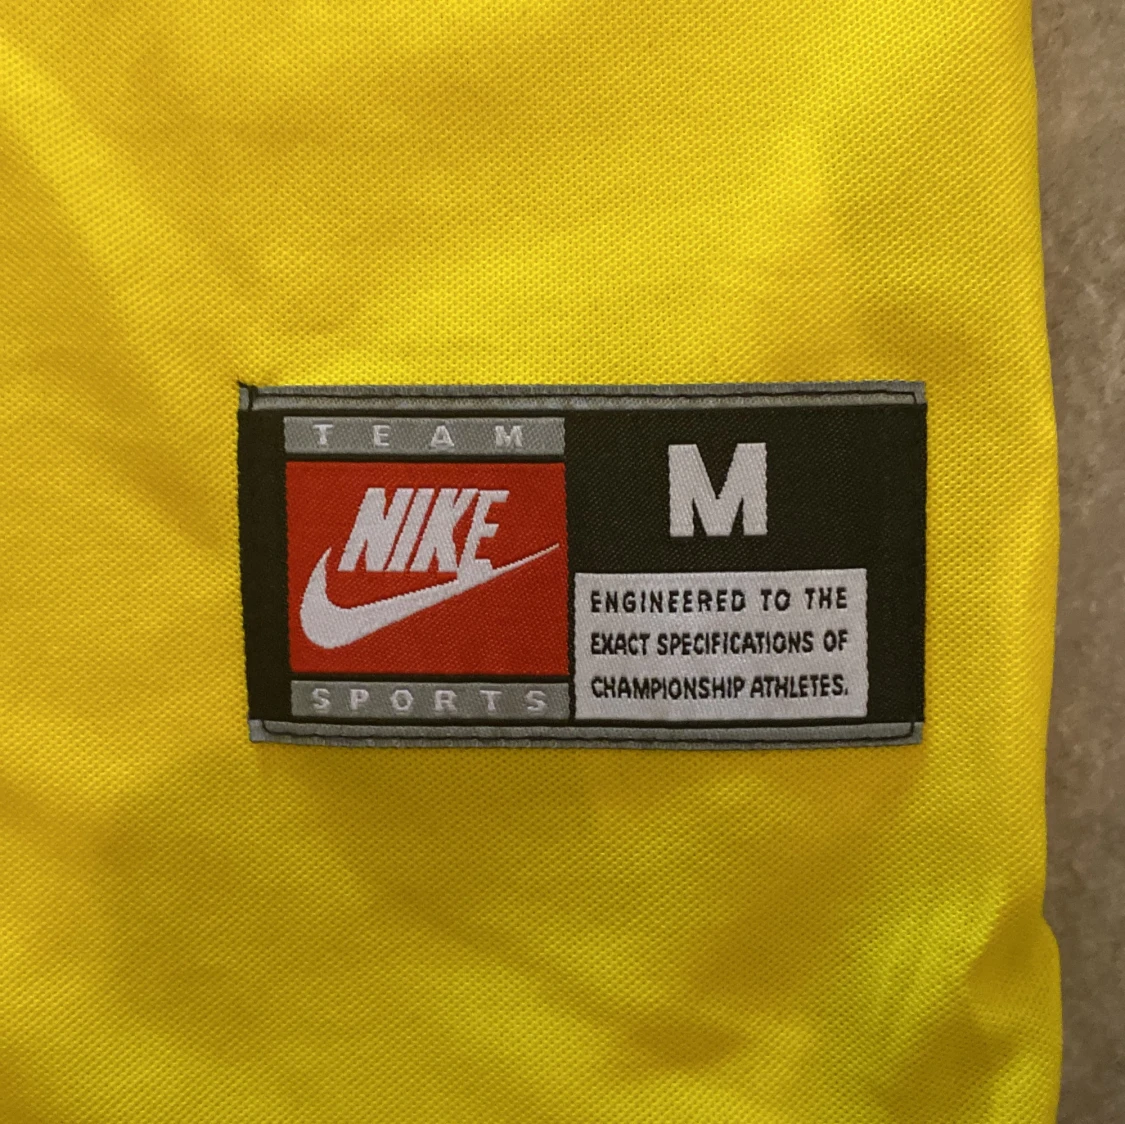 TEAM
NIKE
SPORTS
M
ENGINEERED TO THE
EXACT SPECIFICATIONS OF
CHAMPIONSHIP ATHLETES.